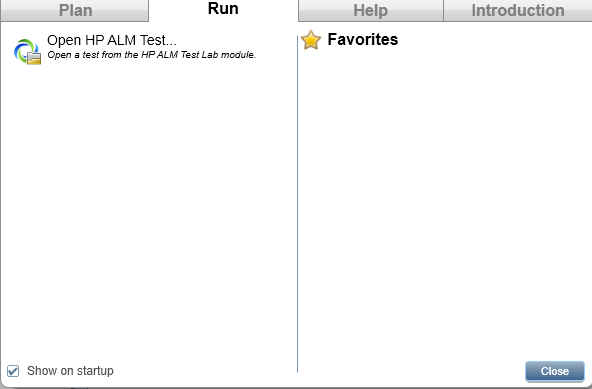 Plan
Run
Help
Introduction
Open HP ALM Test...
Open a test from the HP ALM Test Lab module.
Favorites
Show on startup
Close